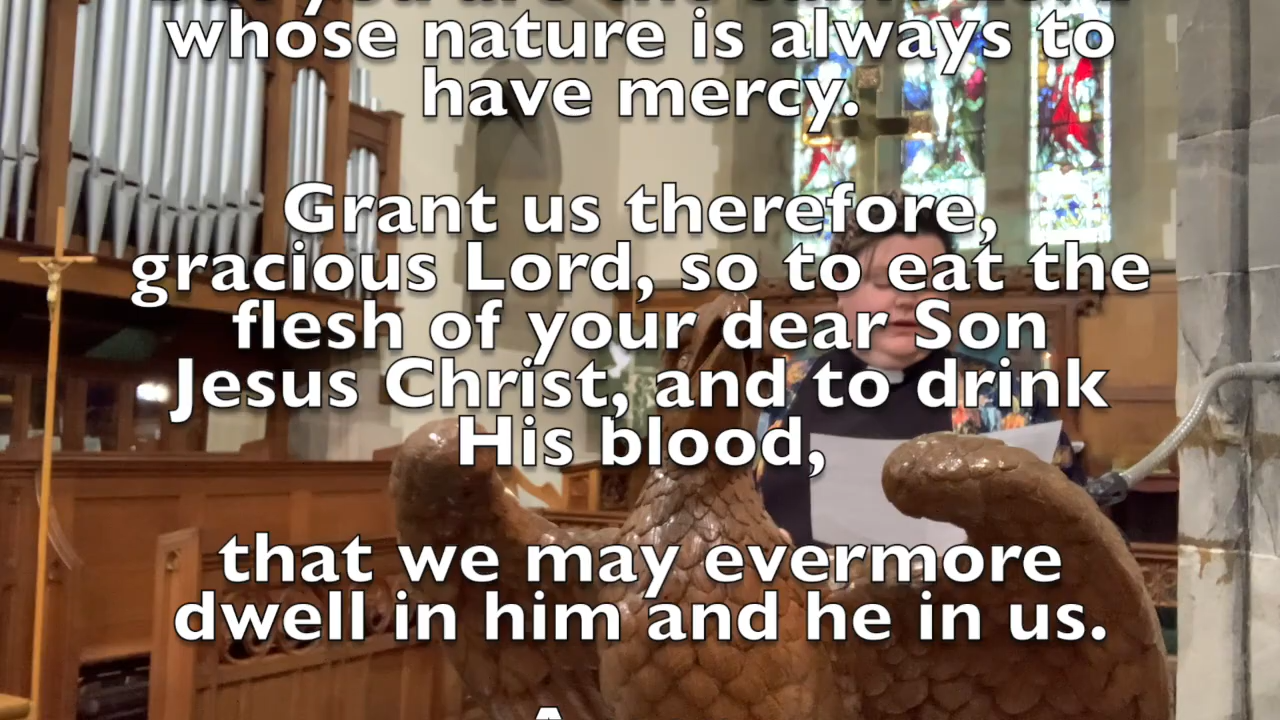 whose nature is always to
have mercy.
Grant us therefore,
gracious Lord, so to eat the
flesh of your dear Son
Jesus Christ, and to drink
His blood,
that we may evermore
dwell in him and he in us.